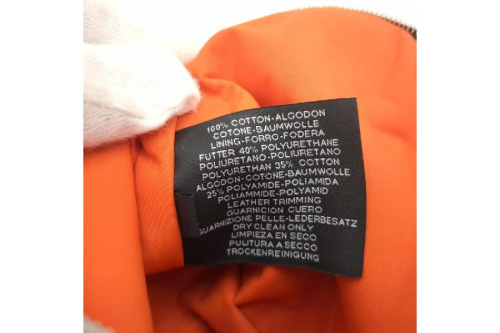 100% COTTON-ALGODON
COTONE-BAUMWOLLE
LINING-FORRO-FODERA
FUTTER 40% POLYURETHANE
POLIURETANO-POLIURETANO
POLYURETHAN 35% COTTON
ALGODON-COTONE-BAUMWOLLE
25% POLYAMIDE-POLIAMIDA
POLIAMMIDE-POLYAMID
LEATHER TRIMMING
GUARNICION CUERO
GUARNIZIONE PELLE-LEDERBESATZ
DRY CLEAN ONLY
LIMPIEZA EN SECO
PULITURA A SECCO
TROCKENREINIGUNG